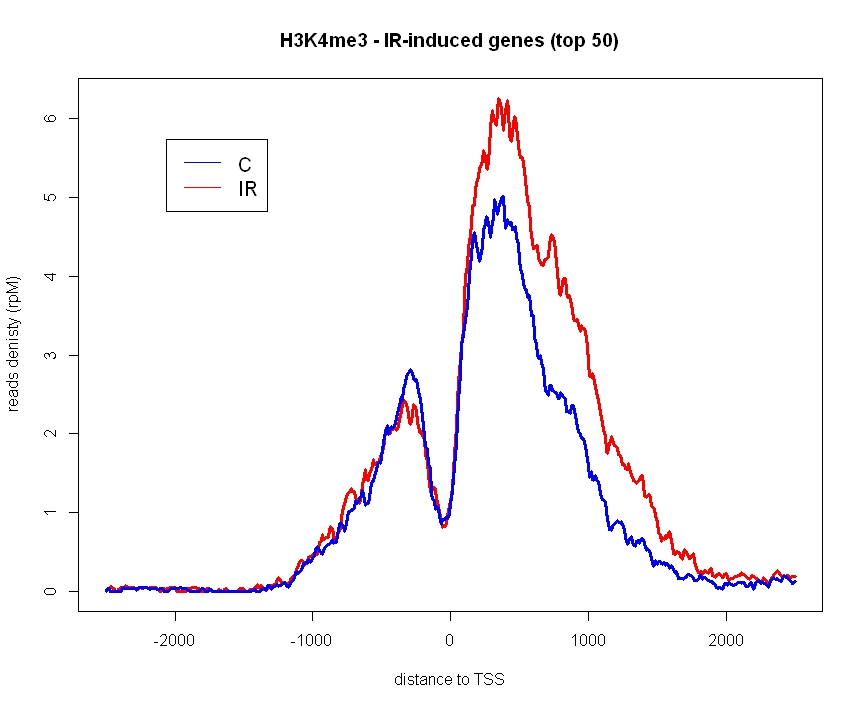 H3K4me3 - IR-induced genes (top 50)
C
IR
reads denisty (rpM)
6
5
4
3
2
1
0
-2000 -1000 0 1000 2000
distance to TSS